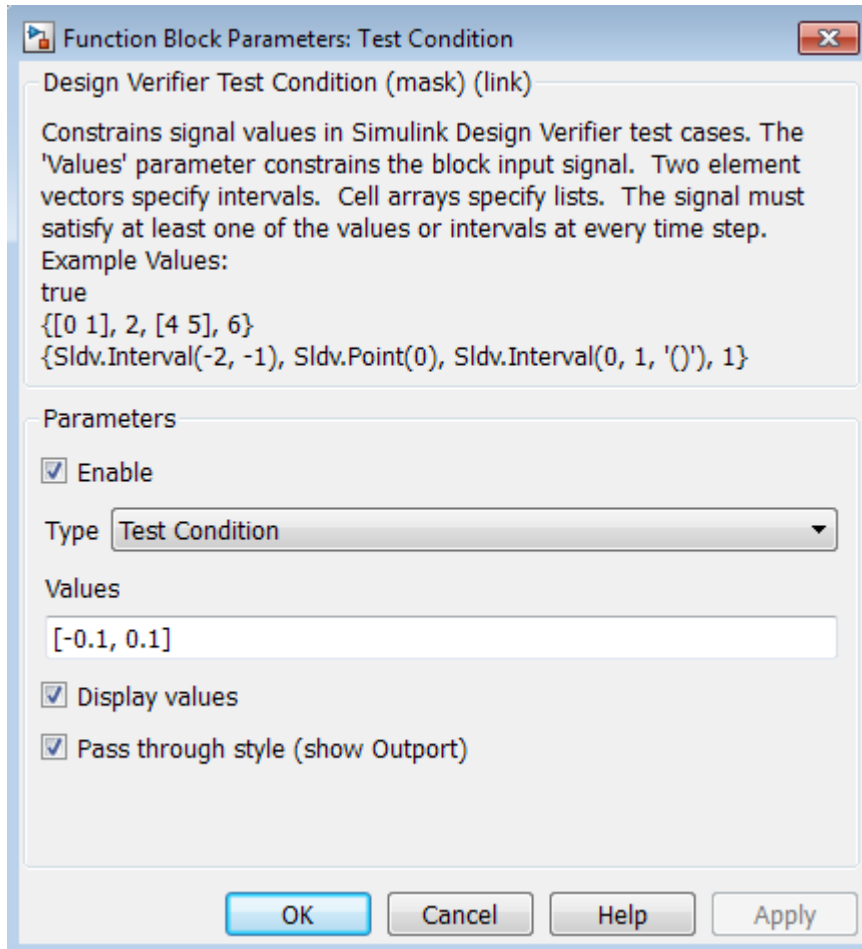 Function Block Parameters: Test Condition
Design Verifier Test Condition (mask) (link)
Constrains signal values in Simulink Design Verifier test cases. The
'Values' parameter constrains the block input signal.  Two element
vectors specify intervals.  Cell arrays specify lists.  The signal must
satisfy at least one of the values or intervals at every time step.
Example Values:
true
{[0 1], 2, [4 5], 6}
{Sldv.Interval(-2, -1), Sldv.Point(0), Sldv.Interval(0, 1, '()'), 1}
Parameters
Enable
Type Test Condition
Values
[-0.1, 0.1]
Display values
Pass through style (show Outport)
OK Cancel Help Apply